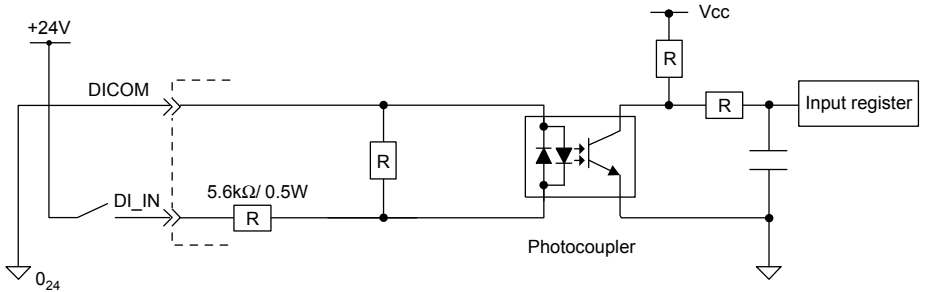 +24V
Vcc
R
DICOM
R
Input register
R
5.6kΩ/ 0.5W
DI_IN
R
Photocoupler
0₂₄